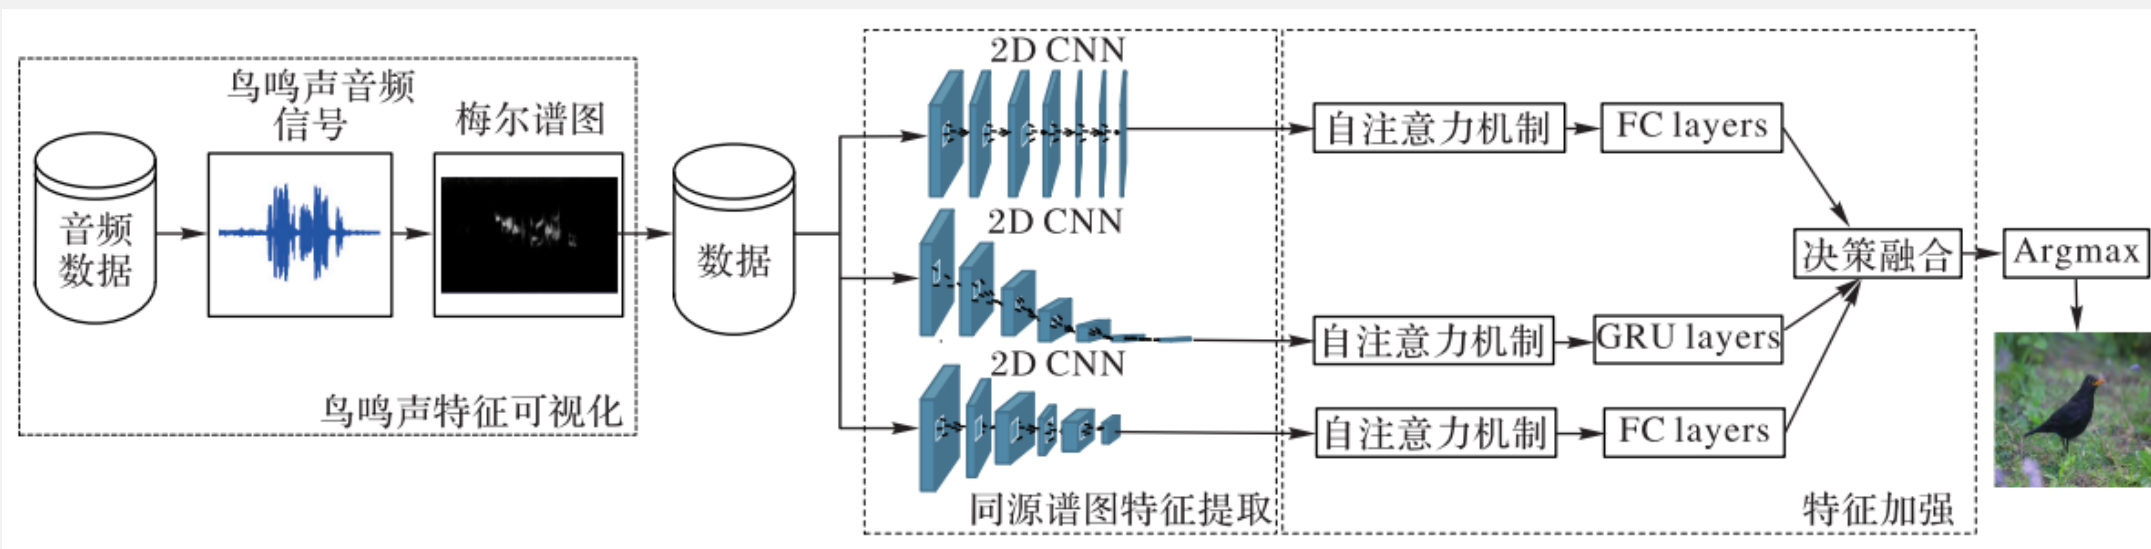 鸟鸣声音频
信号
梅尔谱图
音频
数据
鸟鸣声特征可视化
数据
2D CNN
2D CNN
2D CNN
同源谱图特征提取
自注意力机制
FC layers
自注意力机制
GRU layers
自注意力机制
FC layers
决策融合
特征加强
Argmax